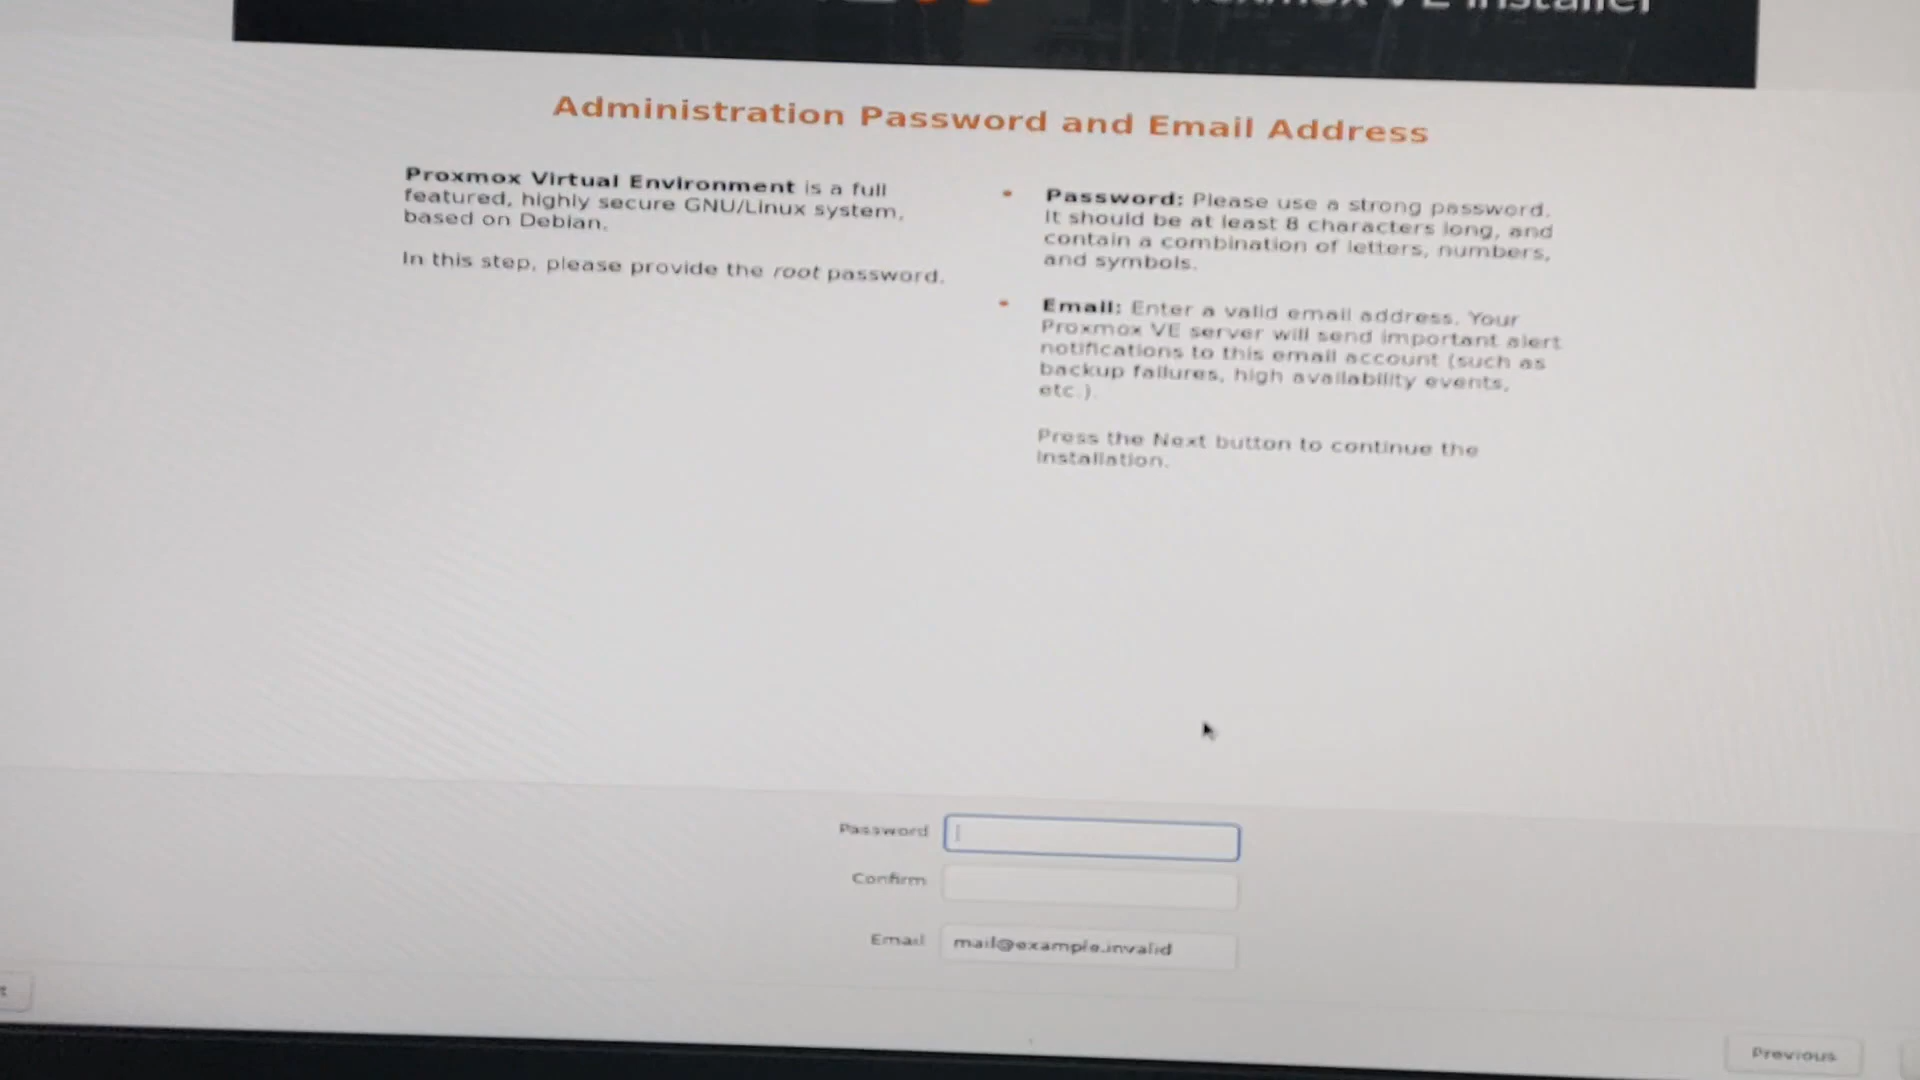 VE Installer
Administration Password and Email Address
Proxmox Virtual Environment is a full
featured, highly secure GNU/Linux system,
based on Debian.
In this step, please provide the root password.
• Password: Please use a strong password.
It should be at least 8 characters long, and
contain a combination of letters, numbers,
and symbols.
• Email: Enter a valid email address. Your
Proxmox VE server will send important alert
notifications to this email account (such as
backup failures, high availability events,
etc.).
Press the Next button to continue the
installation.
Password
Confirm
Email mail@example.invalid
Previous